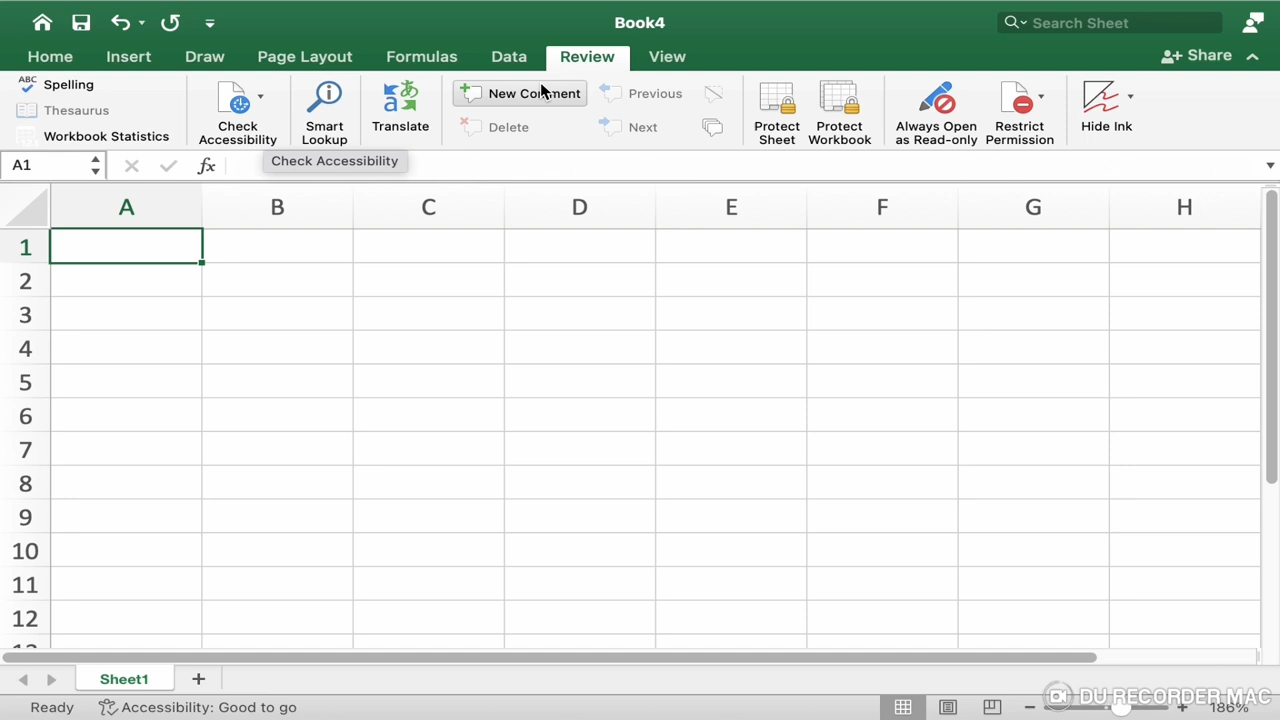 Book4
Search Sheet
Home Insert Draw Page Layout Formulas Data Review View Share
ABC Spelling
Thesaurus
Workbook Statistics
Check Accessibility
Smart Lookup
Translate
New Comment
Delete
Previous
Next
Protect Sheet
Protect Workbook
Always Open as Read-only
Restrict Permission
Hide Ink
A1 fx
Check Accessibility
A B C D E F G H
1
2
3
4
5
6
7
8
9
10
11
12
Sheet1
Ready Accessibility: Good to go 186%
DU RECORDER MAC